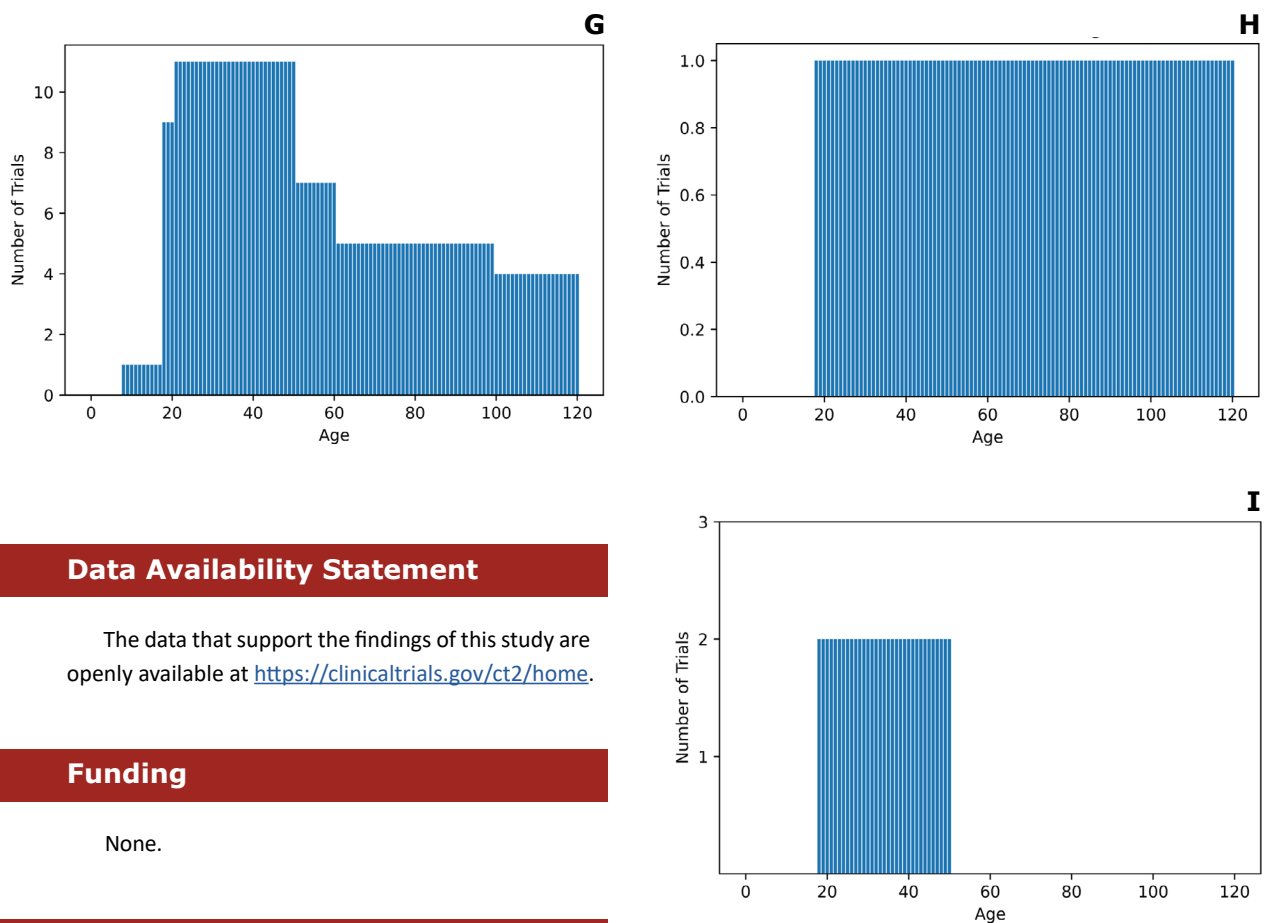 G
10
8
6
4
2
0
Number of Trials
0 20 40 60 80 100 120
Age
H
1.0
0.8
0.6
0.4
0.2
0.0
Number of Trials
0 20 40 60 80 100 120
Age
Data Availability Statement
The data that support the findings of this study are
openly available at https://clinicaltrials.gov/ct2/home.
Funding
None.
I
3
2
1
Number of Trials
0 20 40 60 80 100 120
Age